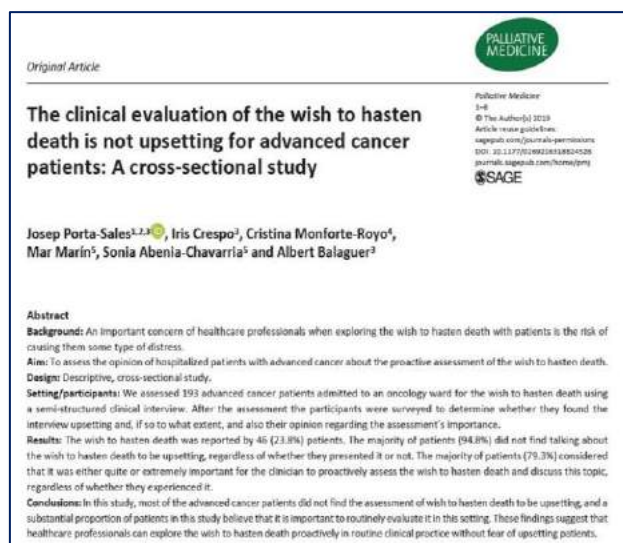 PALLIATIVE
MEDICINE
Original Article
The clinical evaluation of the wish to hasten
death is not upsetting for advanced cancer
patients: A cross-sectional study
Palliative Medicine
1–8
© The Author(s) 2019
Article reuse guidelines:
sagepub.com/journals-permissions
DOI: 10.1177/0269216318824526
journals.sagepub.com/home/pmj
SAGE
Josep Porta-Sales1,2,3 iD, Iris Crespo3, Cristina Monforte-Royo4,
Mar Marín5, Sonia Abenia-Chavarria5 and Albert Balaguer3
Abstract
Background: An important concern of healthcare professionals when exploring the wish to hasten death with patients is the risk of
causing them some type of distress.
Aim: To assess the opinion of hospitalized patients with advanced cancer about the proactive assessment of the wish to hasten death.
Design: Descriptive, cross-sectional study.
Setting/participants: We assessed 193 advanced cancer patients admitted to an oncology ward for the wish to hasten death using
a semi-structured clinical interview. After the assessment the participants were surveyed to determine whether they found the
interview upsetting and, if so to what extent, and also their opinion regarding the assessment's importance.
Results: The wish to hasten death was reported by 46 (23.8%) patients. The majority of patients (94.8%) did not find talking about
the wish to hasten death to be upsetting, regardless of whether they presented it or not. The majority of patients (79.3%) considered
that it was either quite or extremely important for the clinician to proactively assess the wish to hasten death and discuss this topic,
regardless of whether they experienced it.
Conclusions: In this study, most of the advanced cancer patients did not find the assessment of wish to hasten death to be upsetting, and a
substantial proportion of patients in this study believe that it is important to routinely evaluate it in this setting. These findings suggest that
healthcare professionals can explore the wish to hasten death proactively in routine clinical practice without fear of upsetting patients.